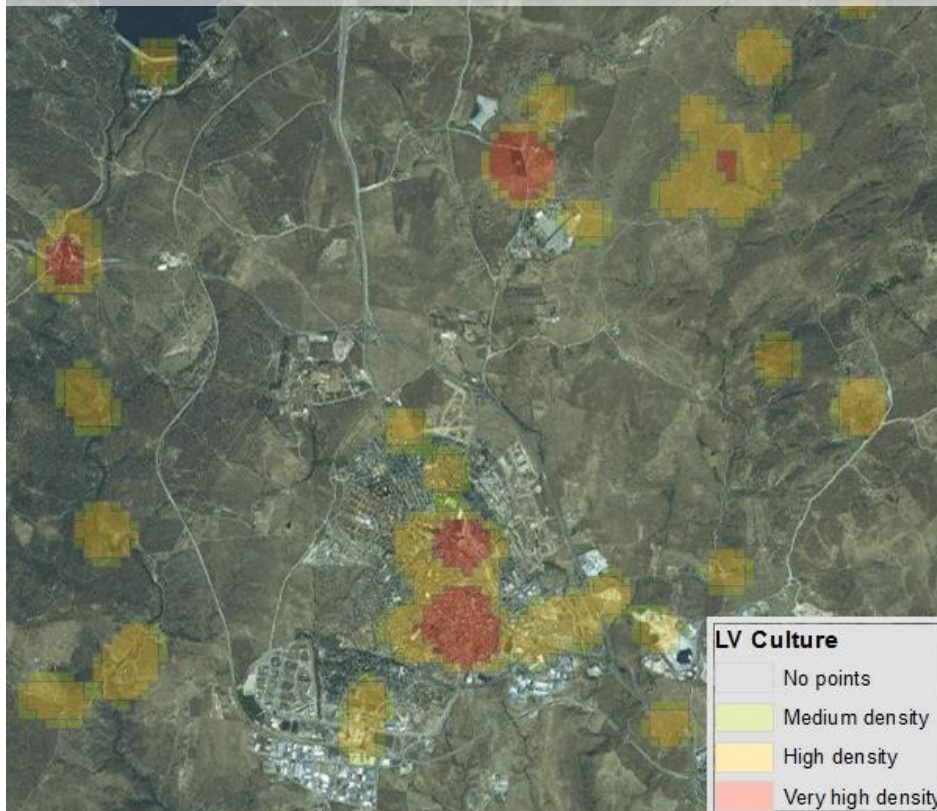 LV Culture
No points
Medium density
High density
Very high density